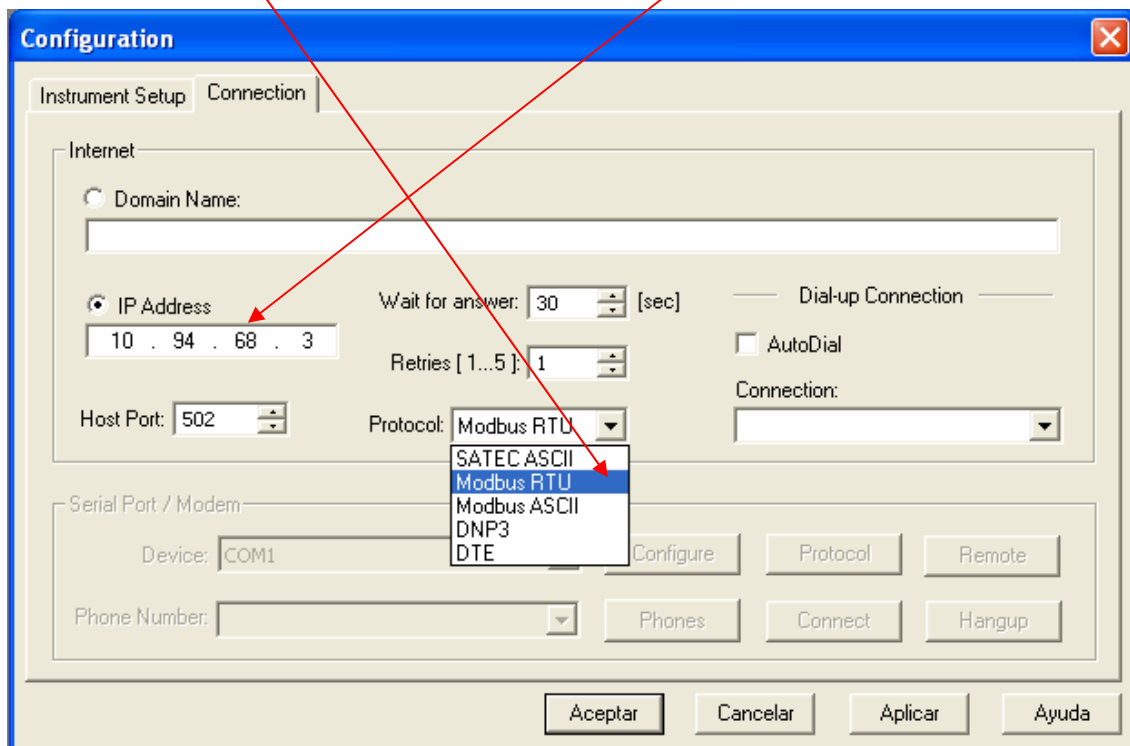 Configuration
Instrument Setup Connection
Internet
Domain Name:
IP Address Wait for answer: 30 [sec] Dial-up Connection
10 . 94 . 68 . 3
Retries [ 1...5 ]: 1 AutoDial
Connection:
Host Port: 502 Protocol: Modbus RTU
SATEC ASCII
Modbus RTU
Modbus ASCII
DNP3
DTE
Serial Port / Modem
Device: COM1 Configure Protocol Remote
Phone Number: Phones Connect Hangup
Aceptar Cancelar Aplicar Ayuda